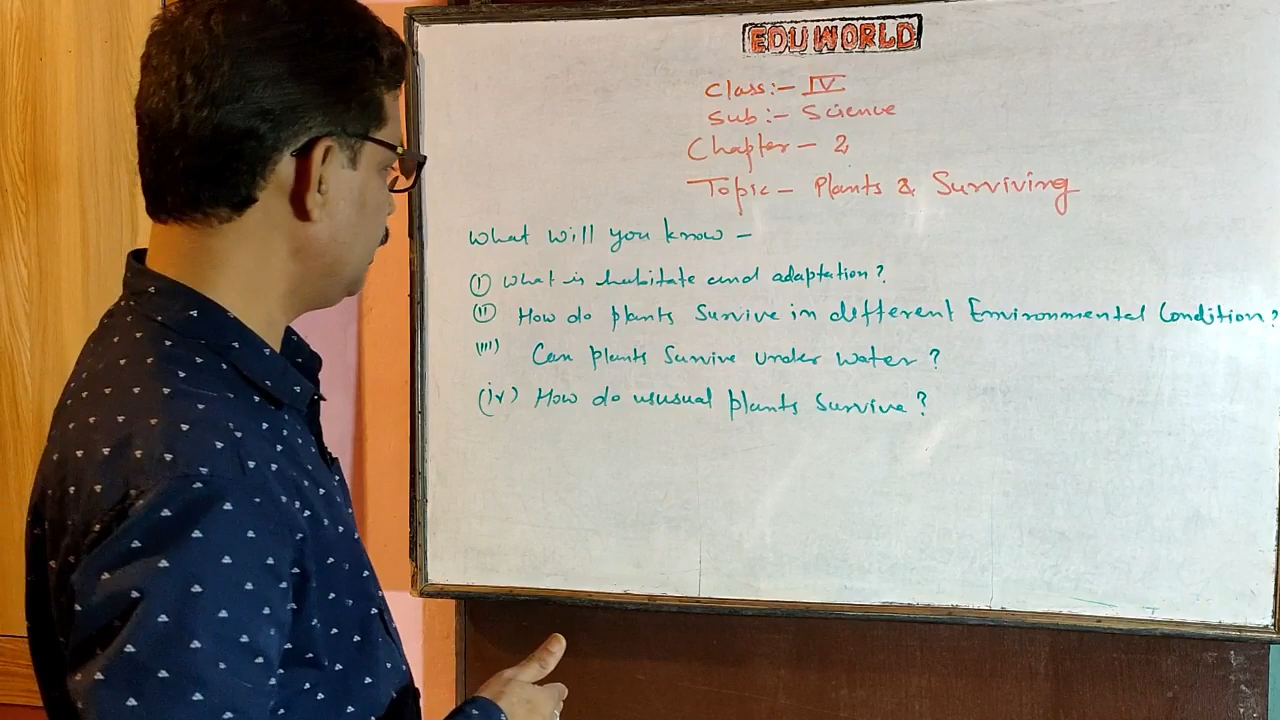 EDU WORLD
Class:- IV
Sub:- Science
Chapter - 2
Topic - Plants & Surviving
What will you know -
(i) What is habitate and adaptation?
(ii) How do plants Survive in different Environmental Condition?
(iii) Can plants Survive under water?
(iv) How do usual plants Survive?